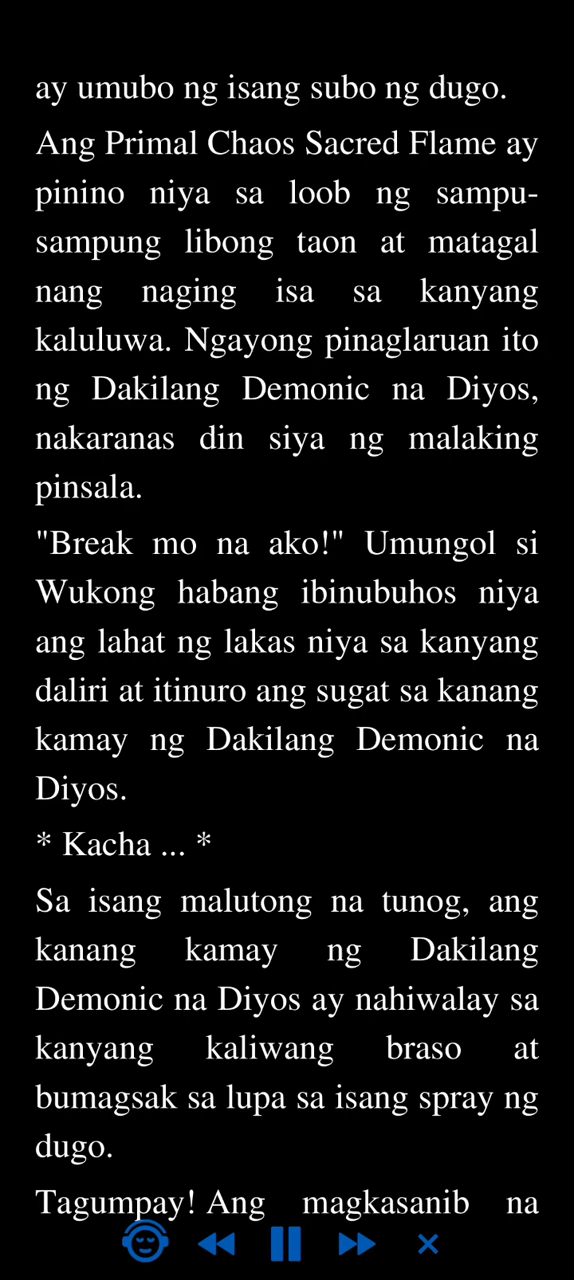 ay umubo ng isang subo ng dugo.
Ang Primal Chaos Sacred Flame ay
pinino niya sa loob ng sampu-
sampung libong taon at matagal
nang naging isa sa kanyang
kaluluwa. Ngayong pinaglaruan ito
ng Dakilang Demonic na Diyos,
nakaranas din siya ng malaking
pinsala.
"Break mo na ako!" Umungol si
Wukong habang ibinubuhos niya
ang lahat ng lakas niya sa kanyang
daliri at itinuro ang sugat sa kanang
kamay ng Dakilang Demonic na
Diyos.
* Kacha ... *
Sa isang malutong na tunog, ang
kanang kamay ng Dakilang
Demonic na Diyos ay nahiwalay sa
kanyang kaliwang braso at
bumagsak sa lupa sa isang spray ng
dugo.
Tagumpay! Ang magkasanib na